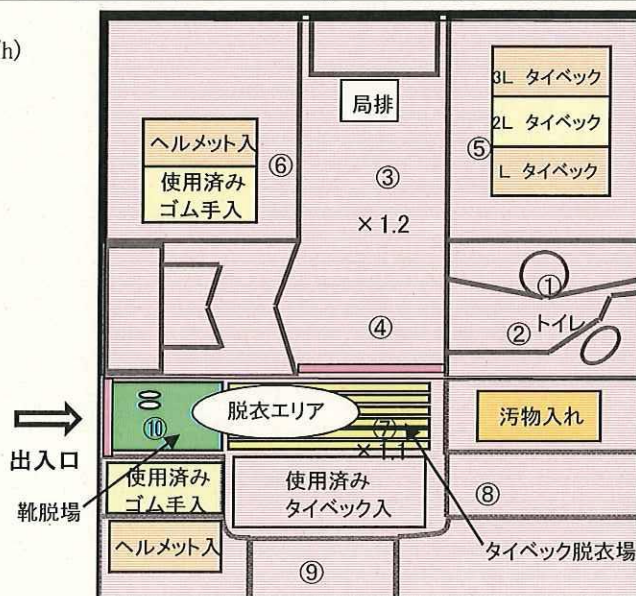 h)
局排
3L タイベック
2L タイベック
L タイベック
⑤
ヘルメット入
使用済み
ゴム手入
⑥
③
×1.2
①
② トイレ
④
脱衣エリア
⑩
⑦
×1.1
汚物入れ
出入口
靴脱場
使用済み
ゴム手入
使用済み
タイベック入
⑧
ヘルメット入
タイベック脱衣場
⑨